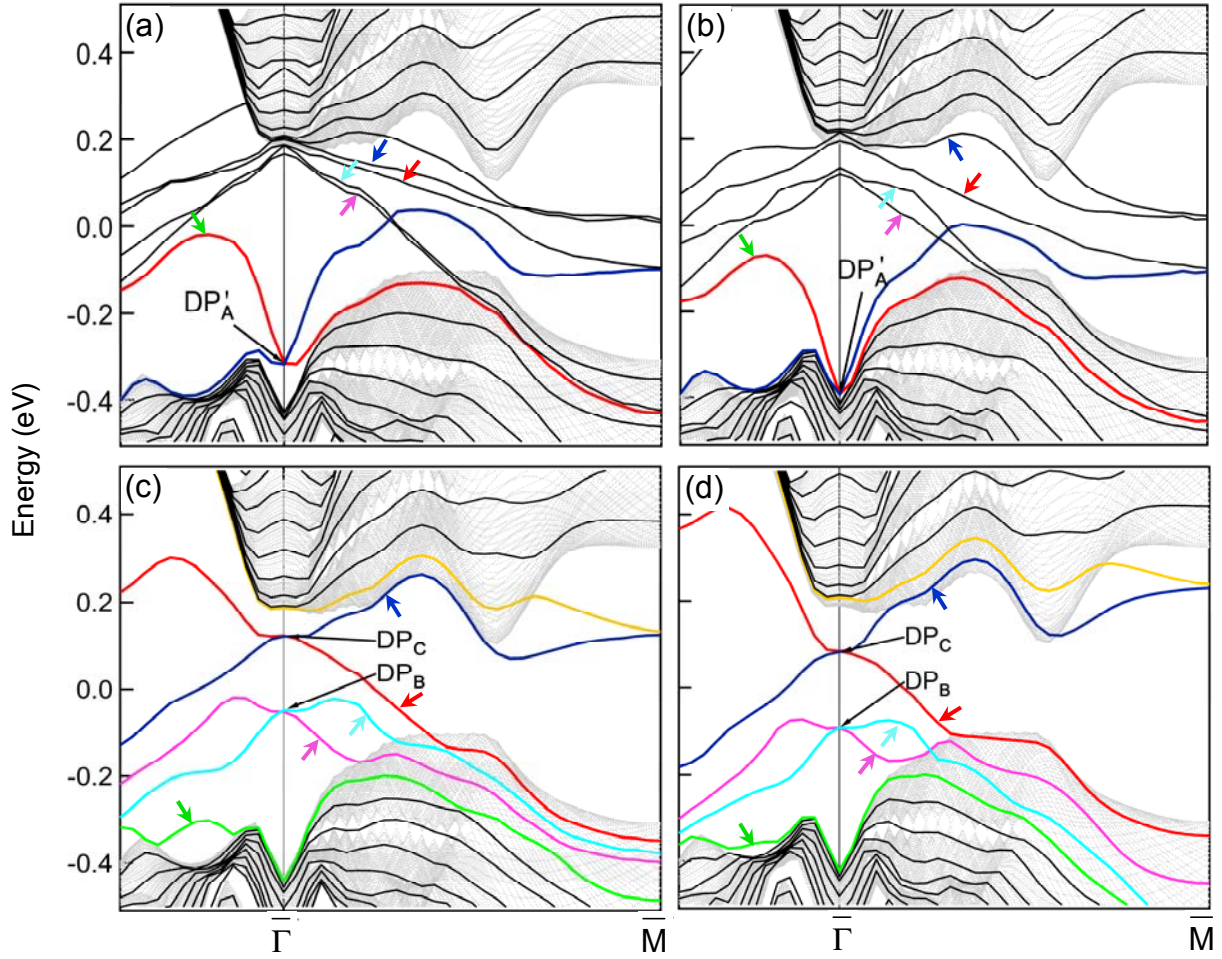 (a)
(b)
0.4
0.2
0.0
-0.2
-0.4
DP'A
DP'A
Energy (eV)
(c)
(d)
0.4
0.2
0.0
-0.2
-0.4
DPC
DPB
DPC
DPB
Γ̅
M̅
Γ̅
M̅